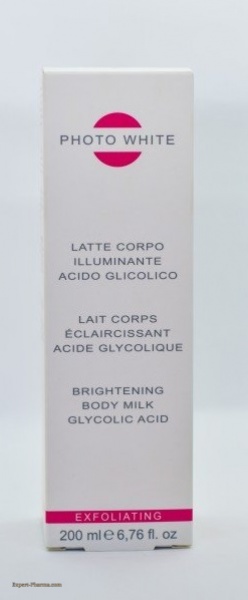 PHOTO WHITE
LATTE CORPO
ILLUMINANTE
ACIDO GLICOLICO
LAIT CORPS
ÉCLAIRCISSANT
ACIDE GLYCOLIQUE
BRIGHTENING
BODY MILK
GLYCOLIC ACID
EXFOLIATING
200 ml e 6,76 fl. oz
Expert-Pharma.com